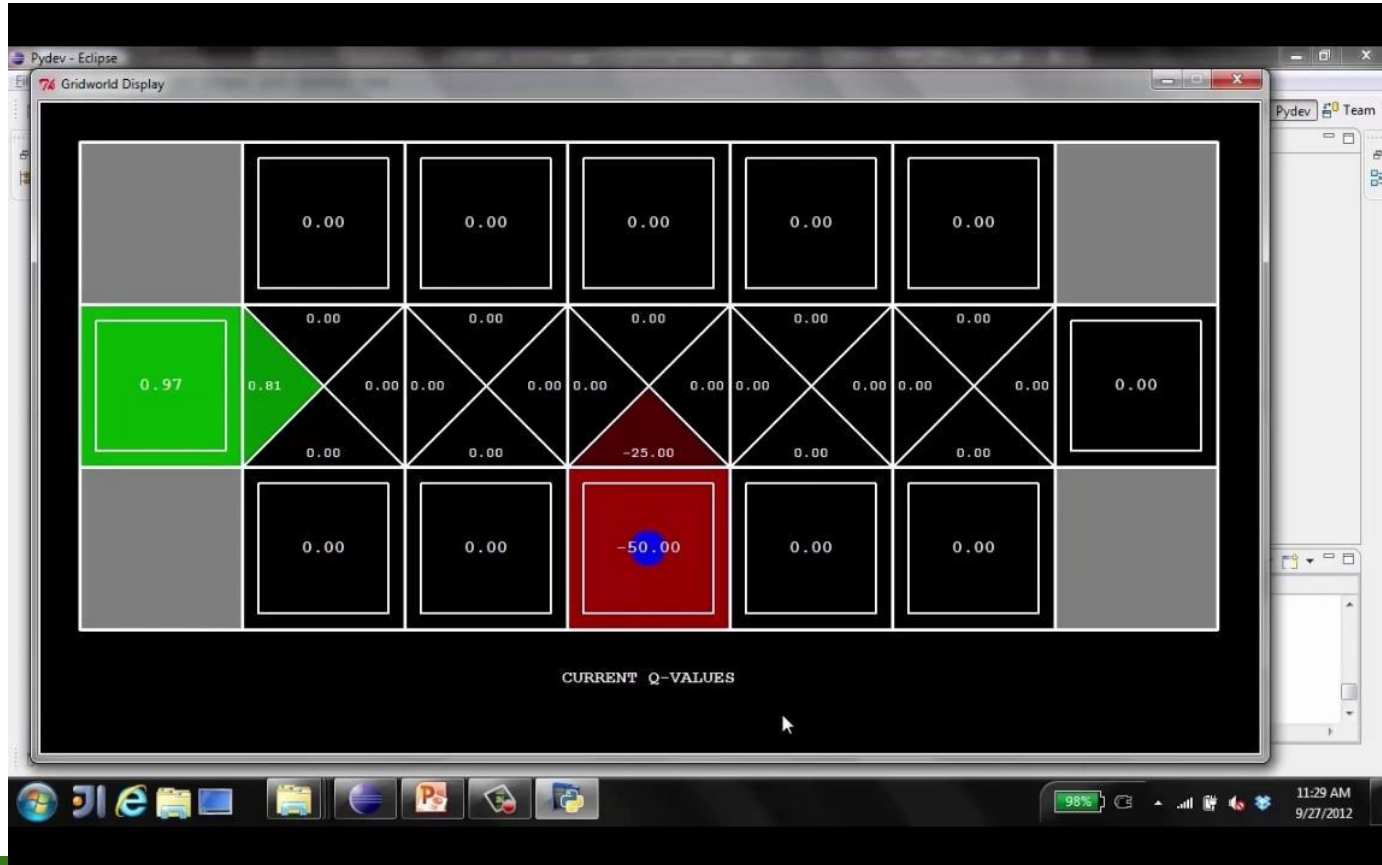 Pydev - Eclipse
Gridworld Display
Pydev Team
0.00 0.00 0.00 0.00 0.00
0.00 0.00 0.00 0.00 0.00
0.97 0.81 0.00 0.00 0.00 0.00 0.00 0.00 0.00 0.00 0.00 0.00
0.00 0.00 -25.00 0.00 0.00
0.00 0.00 -50.00 0.00 0.00
CURRENT Q-VALUES
98%
11:29 AM
9/27/2012